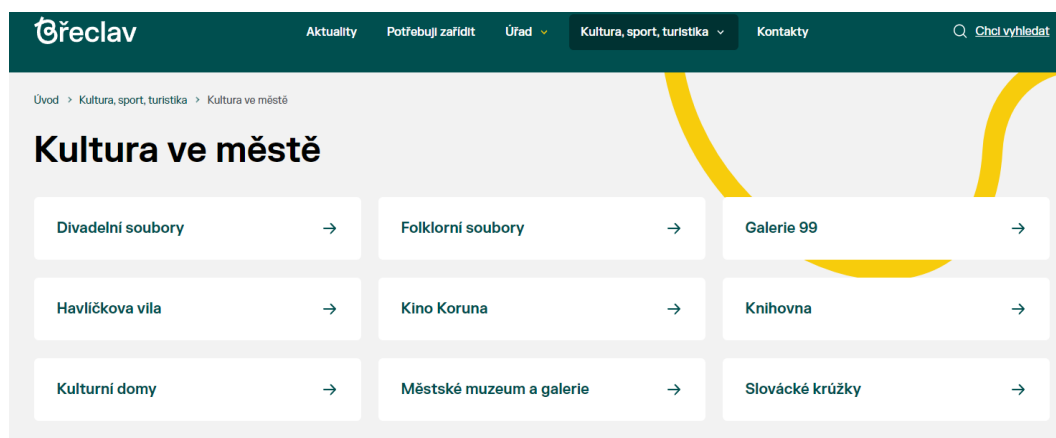 Břeclav
Aktuality Potřebuji zařídit Úřad Kultura, sport, turistika Kontakty Chci vyhledat
Úvod > Kultura, sport, turistika > Kultura ve městě
Kultura ve městě
Divadelní soubory → Folklorní soubory → Galerie 99 →
Havlíčkova vila → Kino Koruna → Knihovna →
Kulturní domy → Městské muzeum a galerie → Slovácké krúžky →